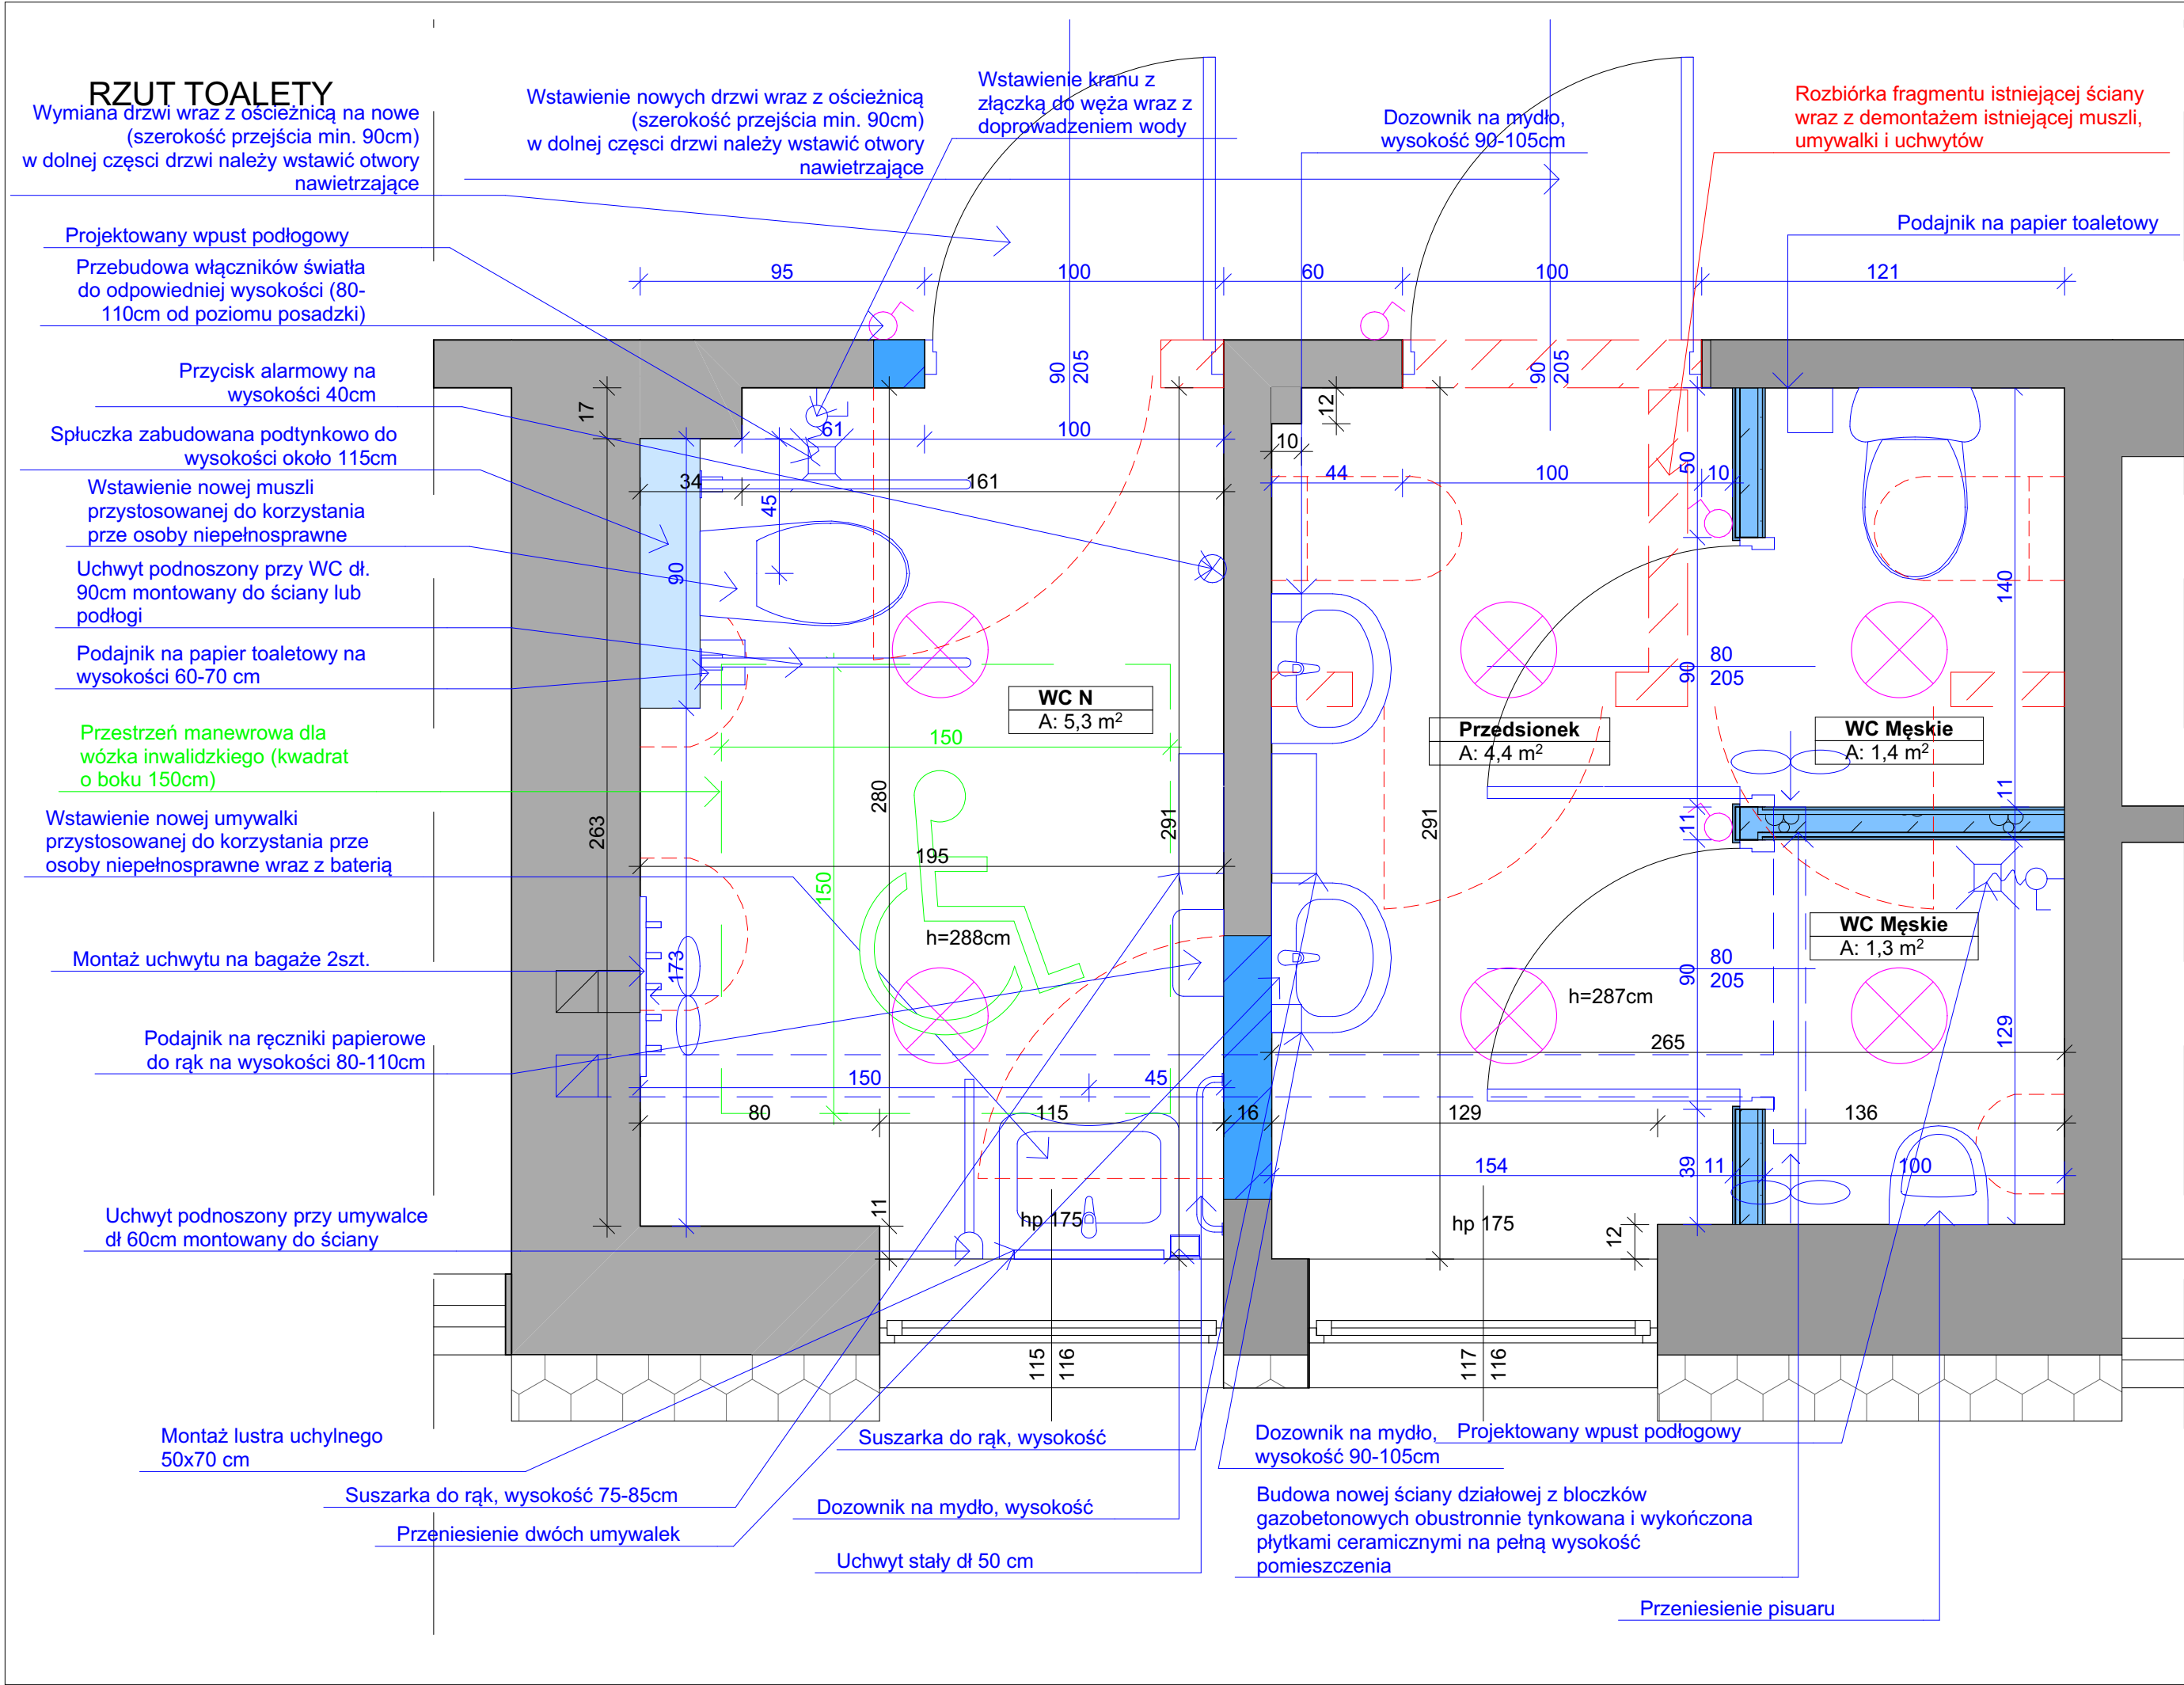 RZUT TOALETY
Wymiana drzwi wraz z ościeżnicą na nowe
(szerokość przejścia min. 90cm)
w dolnej częsci drzwi należy wstawić otwory
nawietrzające
Wstawienie nowych drzwi wraz z ościeżnicą
(szerokość przejścia min. 90cm)
w dolnej częsci drzwi należy wstawić otwory
nawietrzające
Wstawienie kranu z
złączką do węża wraz z
doprowadzeniem wody
Dozownik na mydło,
wysokość 90-105cm
Rozbiórka fragmentu istniejącej ściany
wraz z demontażem istniejącej muszli,
umywalki i uchwytów
Podajnik na papier toaletowy
Projektowany wpust podłogowy
Przebudowa włączników światła
do odpowiedniej wysokości (80-
110cm od poziomu posadzki)
Przycisk alarmowy na
wysokości 40cm
Spłuczka zabudowana podtynkowo do
wysokości około 115cm
Wstawienie nowej muszli
przystosowanej do korzystania
prze osoby niepełnosprawne
Uchwyt podnoszony przy WC dł.
90cm montowany do ściany lub
podłogi
Podajnik na papier toaletowy na
wysokości 60-70 cm
Przestrzeń manewrowa dla
wózka inwalidzkiego (kwadrat
o boku 150cm)
Wstawienie nowej umywalki
przystosowanej do korzystania prze
osoby niepełnosprawne wraz z baterią
Montaż uchwytu na bagaże 2szt.
Podajnik na ręczniki papierowe
do rąk na wysokości 80-110cm
Uchwyt podnoszony przy umywalce
dł 60cm montowany do ściany
95
100
60
100
121
90
205
90
205
17
61
100
12
10
34
161
44
100
50
10
45
90
140
WC N
A: 5,3 m²
Przedsionek
A: 4,4 m²
WC Męskie
A: 1,4 m²
80
205
90
150
280
291
291
263
195
150
11
11
WC Męskie
A: 1,3 m²
h=288cm
173
80
205
90
h=287cm
129
265
150
45
80
115
16
129
136
154
39
11
100
11
hp 175
hp 175
12
115
116
117
116
Montaż lustra uchylnego
50x70 cm
Suszarka do rąk, wysokość
Dozownik na mydło,
wysokość 90-105cm
Projektowany wpust podłogowy
Suszarka do rąk, wysokość 75-85cm
Dozownik na mydło, wysokość
Przeniesienie dwóch umywalek
Uchwyt stały dł 50 cm
Budowa nowej ściany działowej z bloczków
gazobetonowych obustronnie tynkowana i wykończona
płytkami ceramicznymi na pełną wysokość
pomieszczenia
Przeniesienie pisuaru